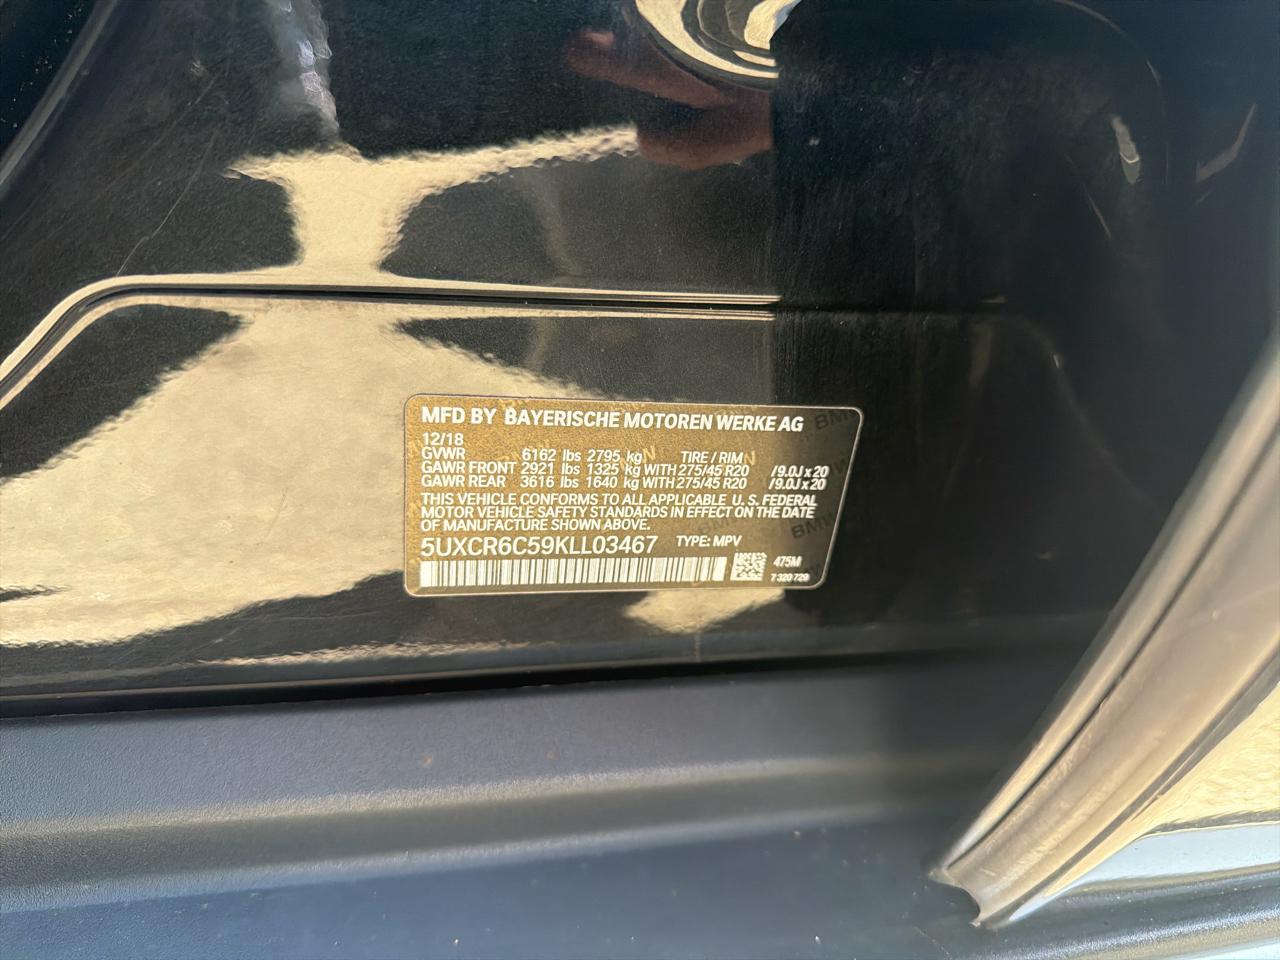 MFD BY BAYERISCHE MOTOREN WERKE AG
12/18
GVWR 6162 lbs 2795 kg TIRE / RIM
GAWR FRONT 2921 lbs 1325 kg WITH 275/45 R20 /9.0J x 20
GAWR REAR 3616 lbs 1640 kg WITH 275/45 R20 /9.0J x 20
THIS VEHICLE CONFORMS TO ALL APPLICABLE U.S. FEDERAL
MOTOR VEHICLE SAFETY STANDARDS IN EFFECT ON THE DATE
OF MANUFACTURE SHOWN ABOVE.
5UXCR6C59KLL03467 TYPE: MPV
475M
7 320 729